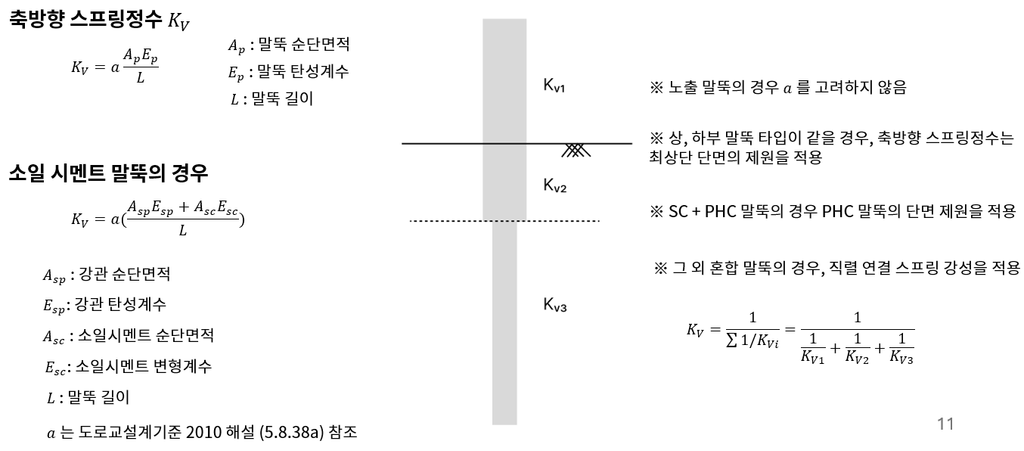 축방향 스프링정수 K_V
K_V = a \frac{A_p E_p}{L}
A_p : 말뚝 순단면적
E_p : 말뚝 탄성계수
L : 말뚝 길이
소일 시멘트 말뚝의 경우
K_V = a(\frac{A_{sp}E_{sp} + A_{sc}E_{sc}}{L})
A_{sp} : 강관 순단면적
E_{sp}: 강관 탄성계수
A_{sc} : 소일시멘트 순단면적
E_{sc}: 소일시멘트 변형계수
L : 말뚝 길이
a 는 도로교설계기준 2010 해설 (5.8.38a) 참조
K_{v1}
K_{v2}
K_{v3}
※ 노출 말뚝의 경우 a 를 고려하지 않음
※ 상, 하부 말뚝 타입이 같을 경우, 축방향 스프링정수는
최상단 단면의 제원을 적용
※ SC + PHC 말뚝의 경우 PHC 말뚝의 단면 제원을 적용
※ 그 외 혼합 말뚝의 경우, 직렬 연결 스프링 강성을 적용
K_V = \frac{1}{\sum 1/K_{Vi}} = \frac{1}{\frac{1}{K_{V1}} + \frac{1}{K_{V2}} + \frac{1}{K_{V3}}}
11